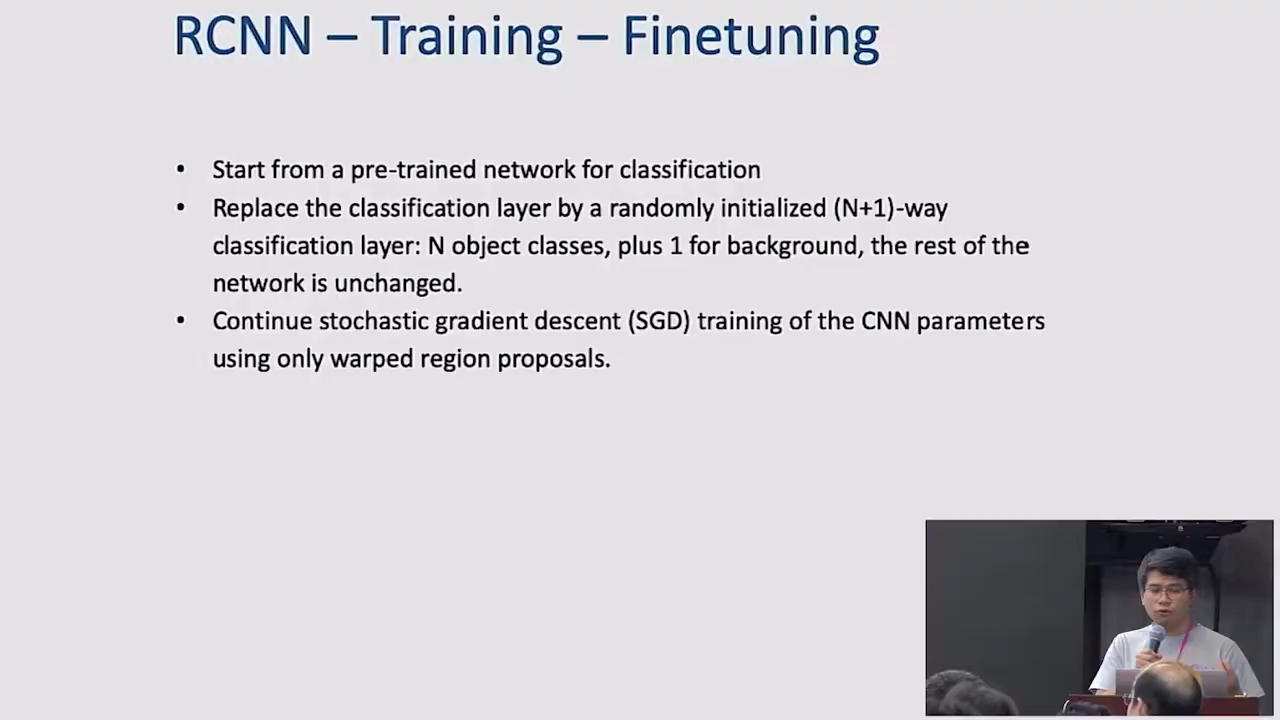 RCNN – Training – Finetuning
• Start from a pre-trained network for classification
• Replace the classification layer by a randomly initialized (N+1)-way
classification layer: N object classes, plus 1 for background, the rest of the
network is unchanged.
• Continue stochastic gradient descent (SGD) training of the CNN parameters
using only warped region proposals.